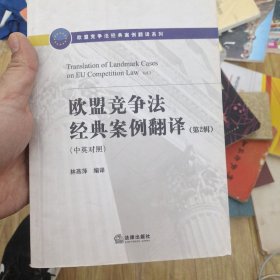 欧盟竞争法经典案例翻译系列
Translation of Landmark Cases
on EU Competition Law Vol.2
欧盟竞争法
经典案例翻译（第2辑）
（中英对照）
林燕萍 编译
法律出版社